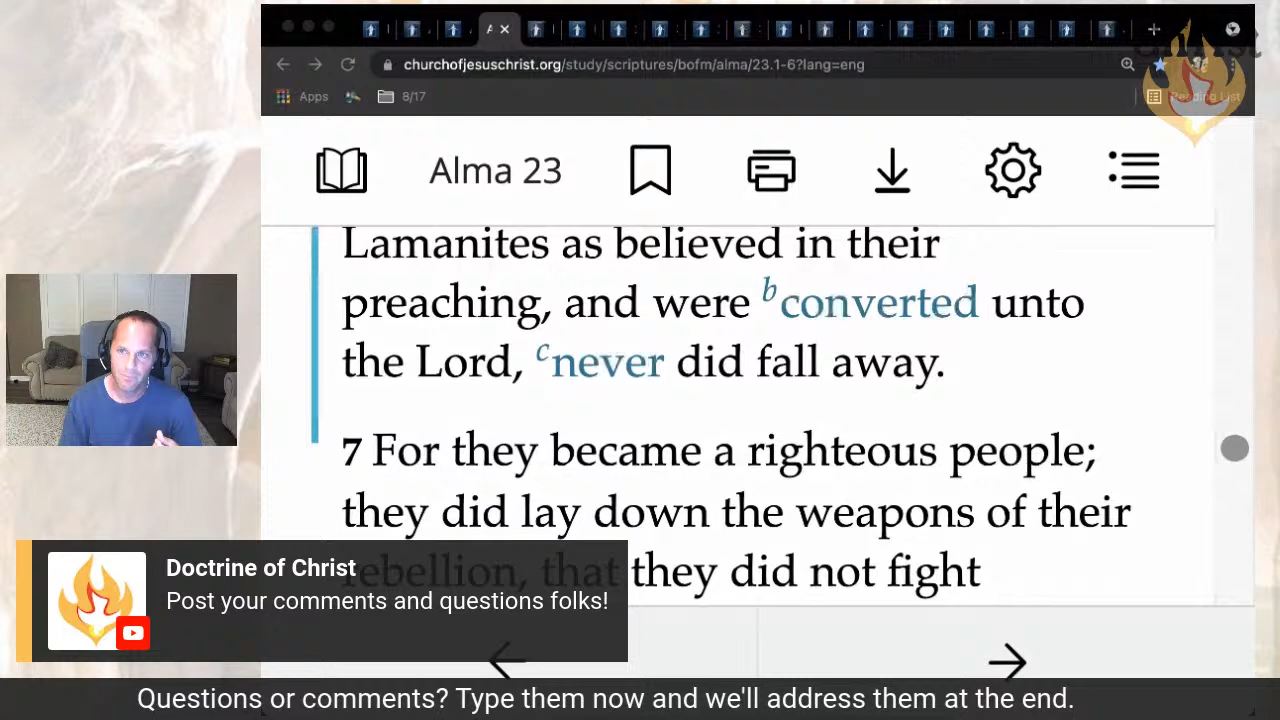 churchofjesuschrist.org/study/scriptures/bofm/alma/23.1-6?lang=eng
Apps
8/17
Reading List
Alma 23
Lamanites as believed in their
preaching, and were b converted unto
the Lord, c never did fall away.
7 For they became a righteous people;
they did lay down the weapons of their
rebellion, that they did not fight
Doctrine of Christ
Post your comments and questions folks!
Questions or comments? Type them now and we'll address them at the end.